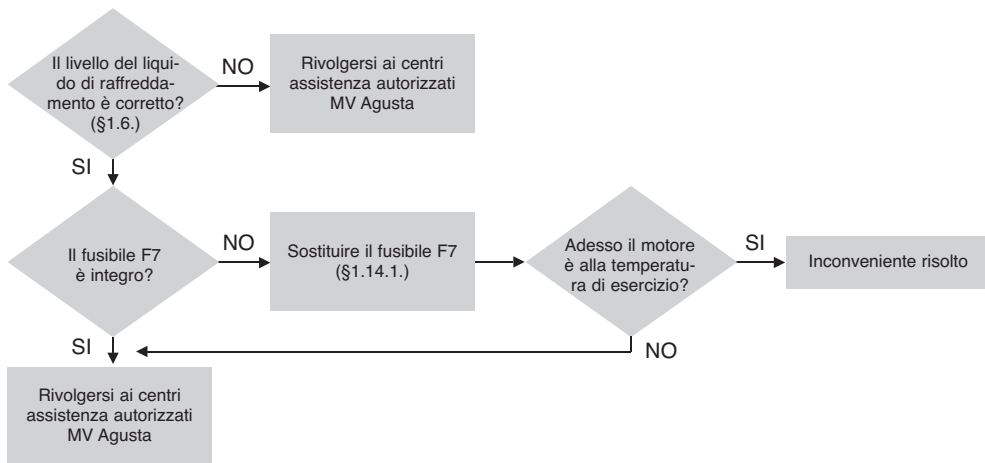 Il livello del liqui-
do di raffredda-
mento è corretto?
(§1.6.)
NO
Rivolgersi ai centri
assistenza autorizzati
MV Agusta
SI
Il fusibile F7
è integro?
NO
Sostituire il fusibile F7
(§1.14.1.)
Adesso il motore
è alla temperatu-
ra di esercizio?
SI
Inconveniente risolto
SI
NO
Rivolgersi ai centri
assistenza autorizzati
MV Agusta